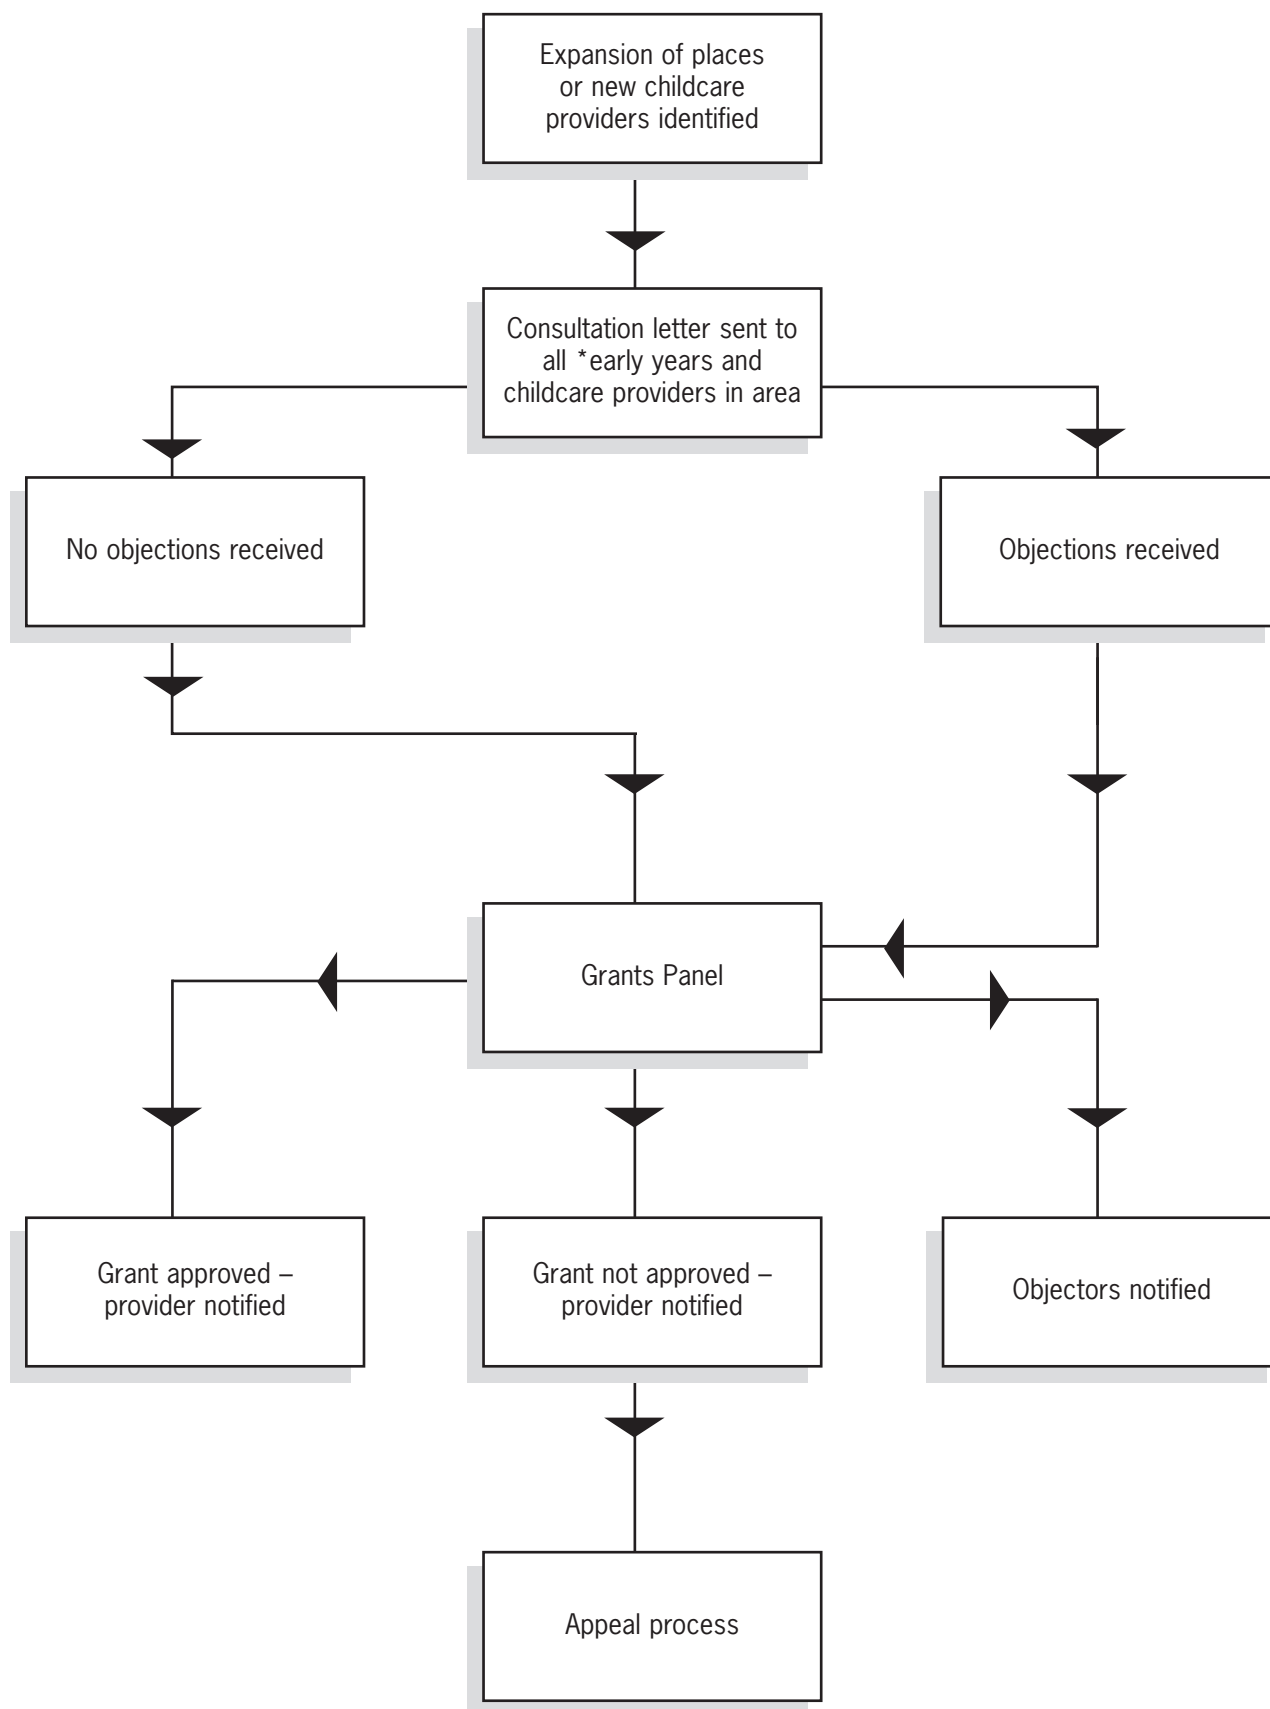 Expansion of places
or new childcare
providers identified
Consultation letter sent to
all *early years and
childcare providers in area
No objections received
Objections received
Grants Panel
Grant approved –
provider notified
Grant not approved –
provider notified
Objectors notified
Appeal process